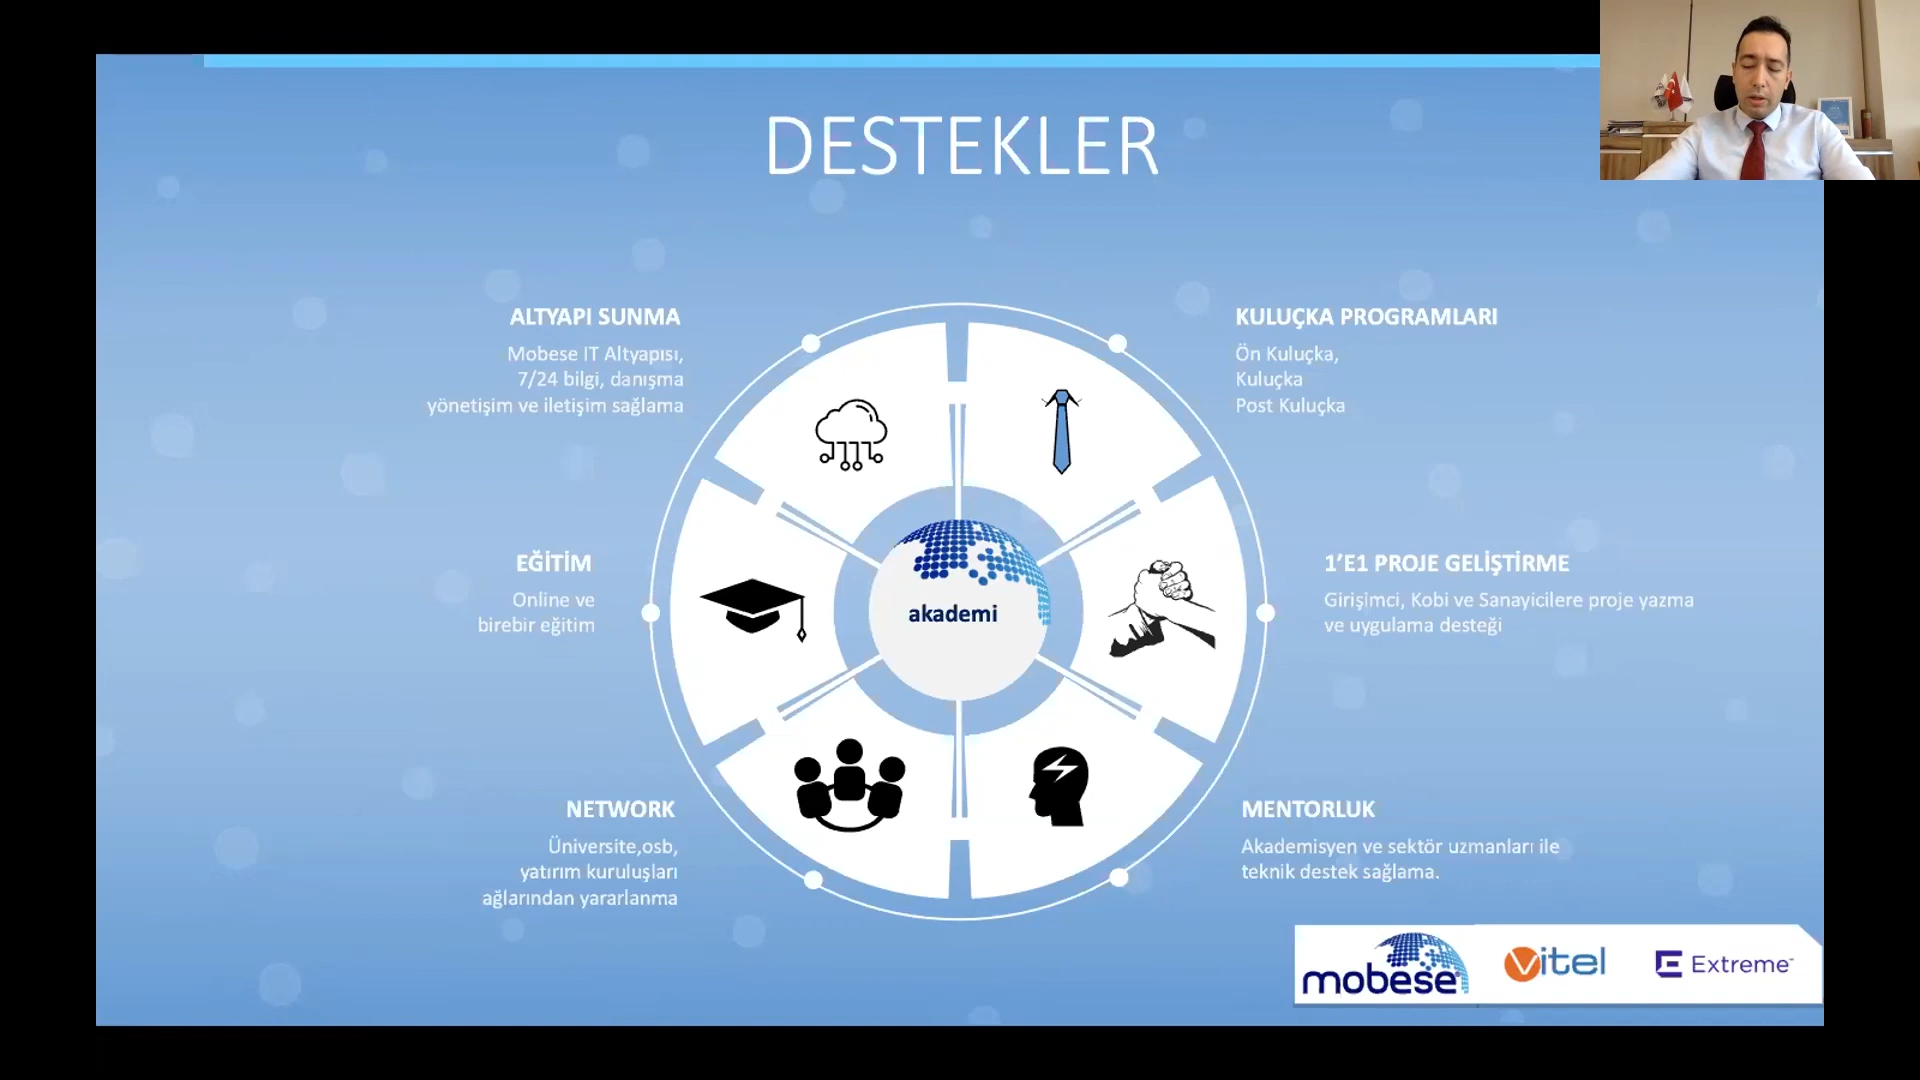 DESTEKLER
ALTYAPI SUNMA
Mobese IT Altyapısı,
7/24 bilgi, danışma
yönetişim ve iletişim sağlama
KULUÇKA PROGRAMLARI
Ön Kuluçka,
Kuluçka
Post Kuluçka
EĞİTİM
Online ve
birebir eğitim
akademi
1’E1 PROJE GELİŞTİRME
Girişimci, Kobi ve Sanayicilere proje yazma
ve uygulama desteği
NETWORK
Üniversite,osb,
yatırım kuruluşları
ağlarından yararlanma
MENTORLUK
Akademisyen ve sektör uzmanları ile
teknik destek sağlama.
mobese
vitel
Extreme